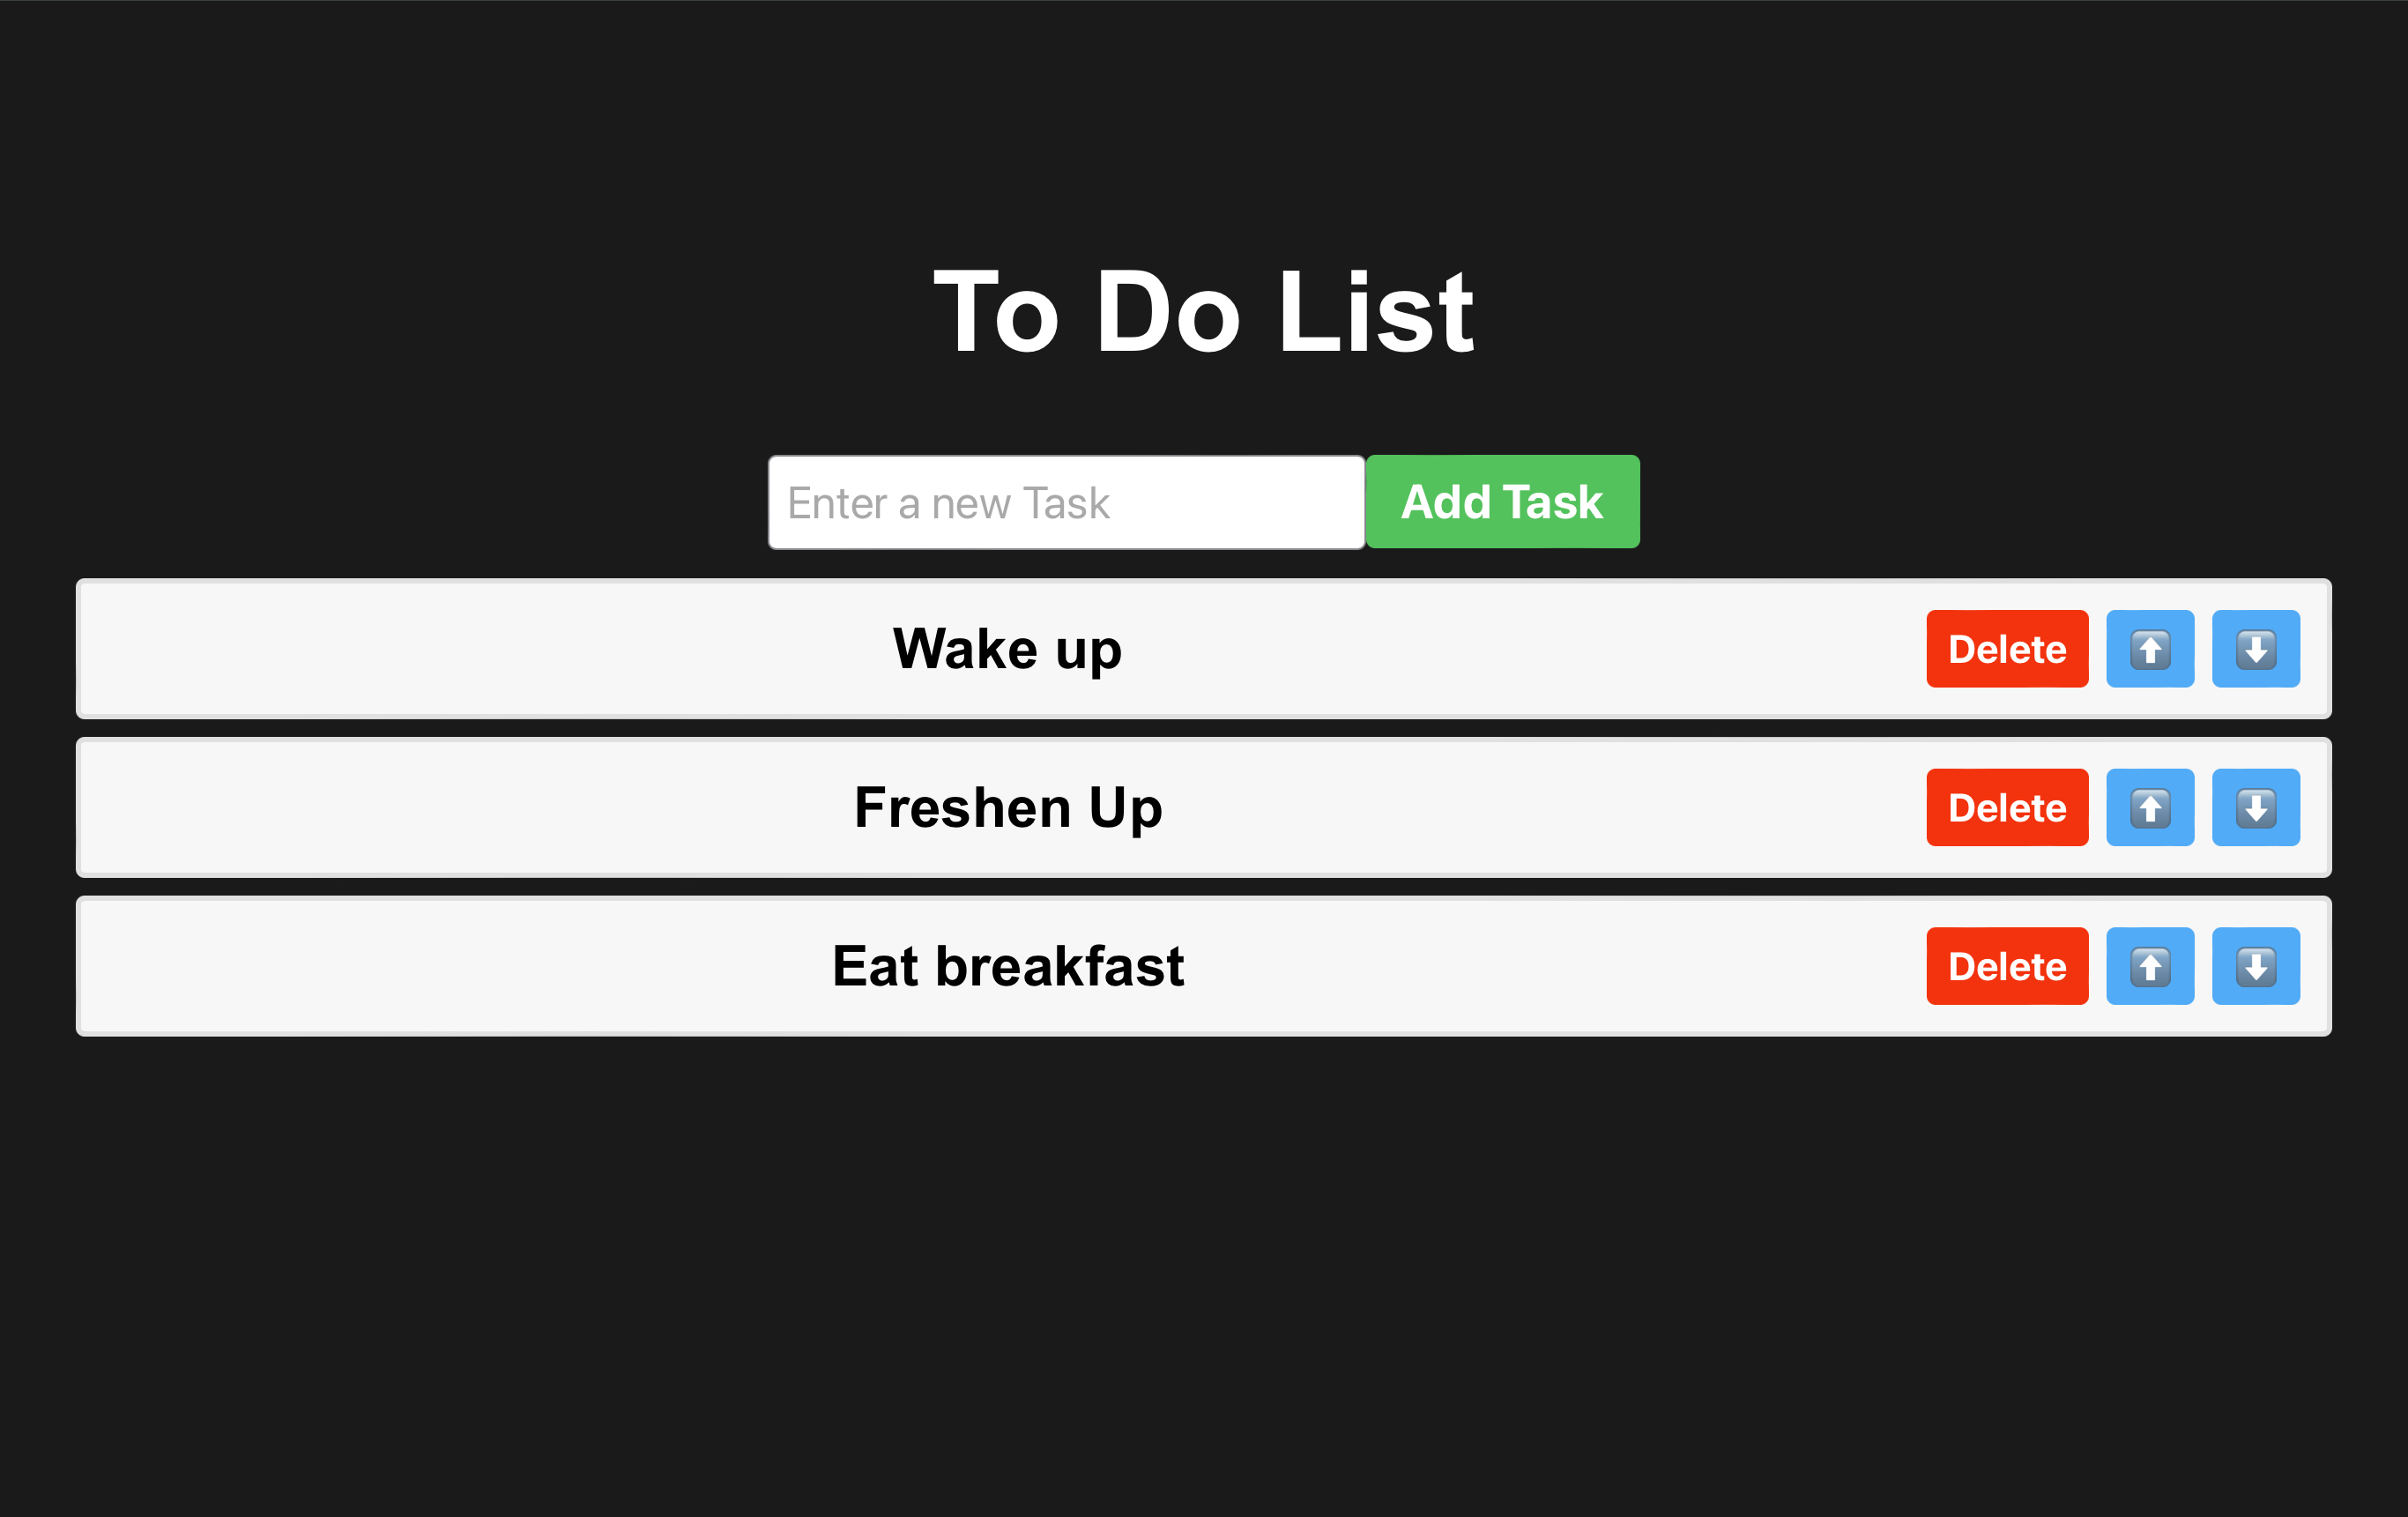 To Do List
Enter a new Task Add Task
Wake up Delete ⬆️ ⬇️
Freshen Up Delete ⬆️ ⬇️
Eat breakfast Delete ⬆️ ⬇️